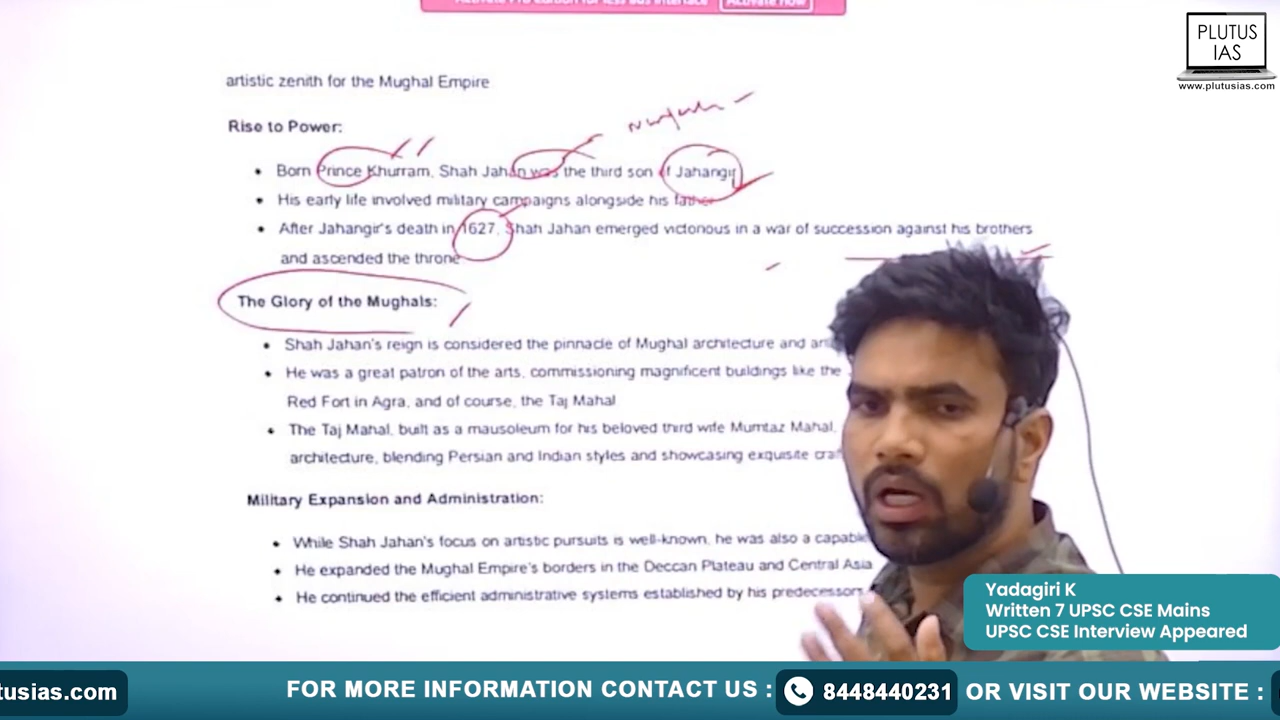 Activate Pro Edition for less ads interface Activate now
PLUTUS
IAS
www.plutusias.com
artistic zenith for the Mughal Empire
Rise to Power:
• Born Prince Khurram, Shah Jahan was the third son of Jahangir
• His early life involved military campaigns alongside his father
• After Jahangir's death in 1627, Shah Jahan emerged victorious in a war of succession against his brothers
and ascended the throne
The Glory of the Mughals:
• Shah Jahan's reign is considered the pinnacle of Mughal architecture and
• He was a great patron of the arts, commissioning magnificent buildings like the
Red Fort in Agra, and of course, the Taj Mahal
• The Taj Mahal, built as a mausoleum for his beloved third wife Mumtaz Mahal,
architecture, blending Persian and Indian styles and showcasing exquisite
Military Expansion and Administration:
• While Shah Jahan's focus on artistic pursuits is well-known, he was also a capable
• He expanded the Mughal Empire's borders in the Deccan Plateau and Central Asia
• He continued the efficient administrative systems established by his predecessors
Yadagiri K
Written 7 UPSC CSE Mains
UPSC CSE Interview Appeared
tusias.com
FOR MORE INFORMATION CONTACT US : 8448440231 OR VISIT OUR WEBSITE :